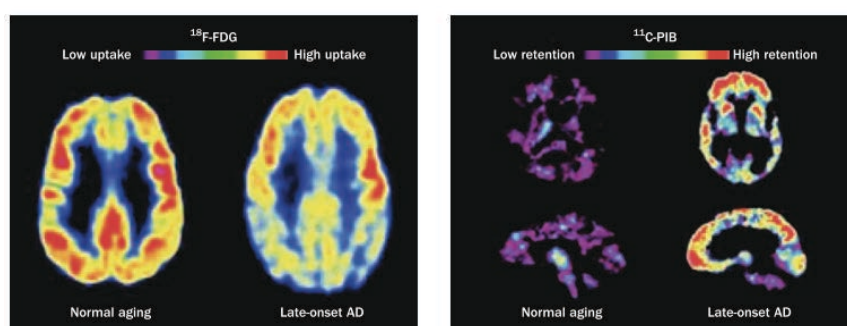 ¹⁸F-FDG
Low uptake High uptake
Normal aging Late-onset AD
¹¹C-PIB
Low retention High retention
Normal aging Late-onset AD